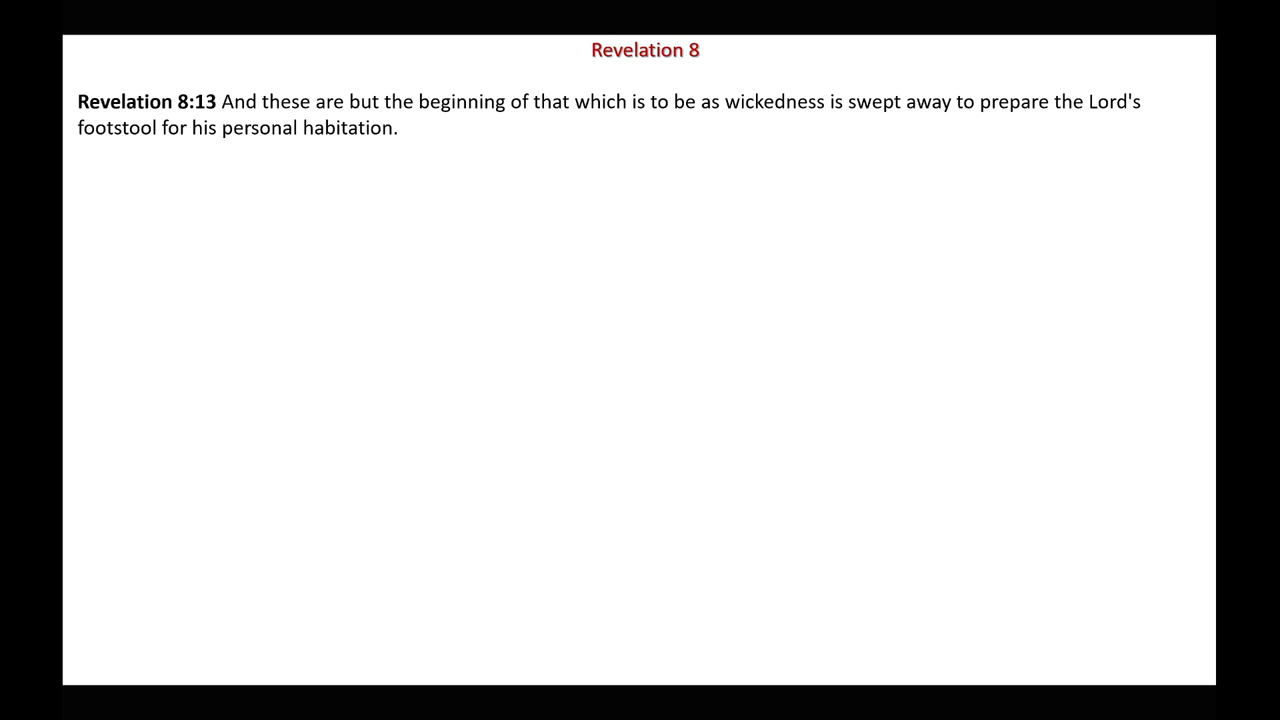 Revelation 8
Revelation 8:13 And these are but the beginning of that which is to be as wickedness is swept away to prepare the Lord's
footstool for his personal habitation.